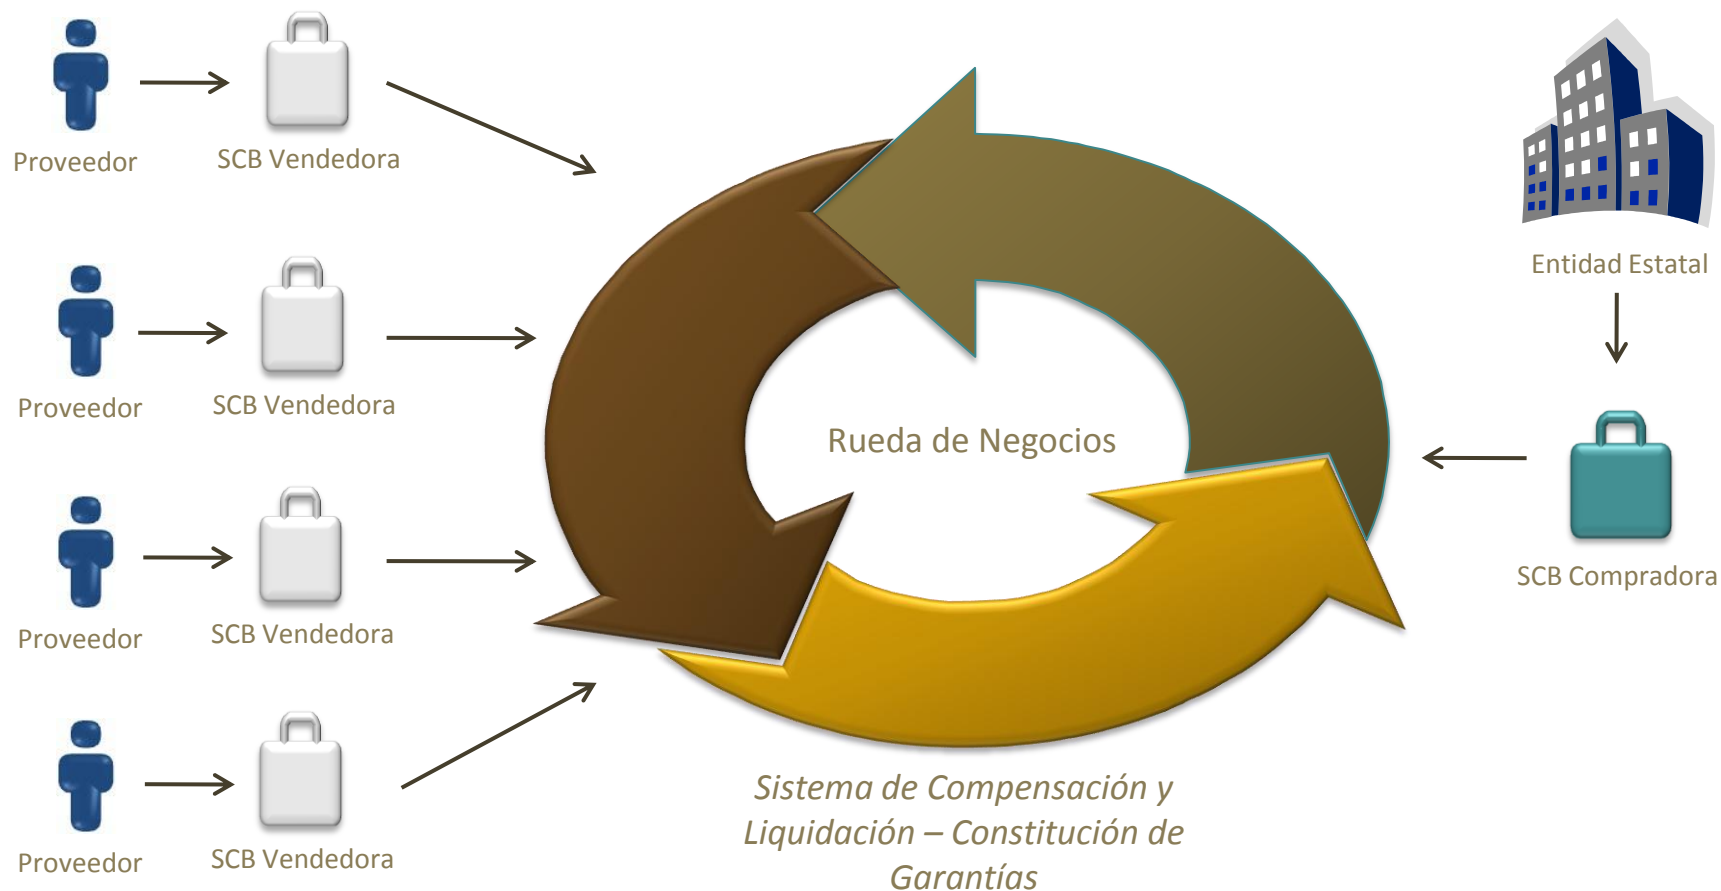 Proveedor
SCB Vendedora
Proveedor
SCB Vendedora
Proveedor
SCB Vendedora
Proveedor
SCB Vendedora
Rueda de Negocios
Sistema de Compensación y
Liquidación – Constitución de
Garantías
Entidad Estatal
SCB Compradora